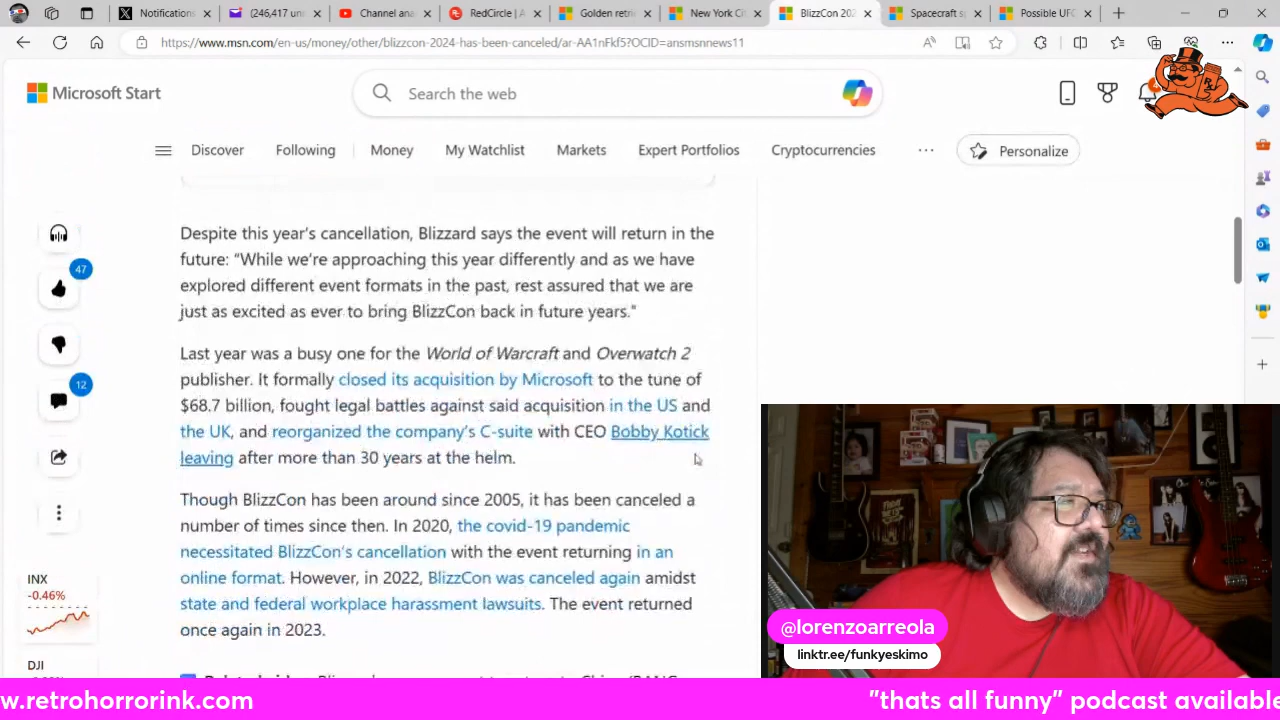 Notification
(246,417 un
Channel ana
RedCircle | A
Golden retri
New York Ci
BlizzCon 202
Spacecraft s
Possible UFC
https://www.msn.com/en-us/money/other/blizzcon-2024-has-been-canceled/ar-AA1nFkf5?OCID=ansmsnnews11
Microsoft Start
Search the web
Discover
Following
Money
My Watchlist
Markets
Expert Portfolios
Cryptocurrencies
Personalize
Despite this year's cancellation, Blizzard says the event will return in the
future: "While we're approaching this year differently and as we have
explored different event formats in the past, rest assured that we are
just as excited as ever to bring BlizzCon back in future years."
47
Last year was a busy one for the World of Warcraft and Overwatch 2
publisher. It formally closed its acquisition by Microsoft to the tune of
$68.7 billion, fought legal battles against said acquisition in the US and
the UK, and reorganized the company's C-suite with CEO Bobby Kotick
leaving after more than 30 years at the helm.
12
Though BlizzCon has been around since 2005, it has been canceled a
number of times since then. In 2020, the covid-19 pandemic
necessitated BlizzCon's cancellation with the event returning in an
online format. However, in 2022, BlizzCon was canceled again amidst
state and federal workplace harassment lawsuits. The event returned
once again in 2023.
INX
-0.46%
DJI
@lorenzoarreola
linktr.ee/funkyeskimo
w.retrohorrorink.com
"thats all funny" podcast available